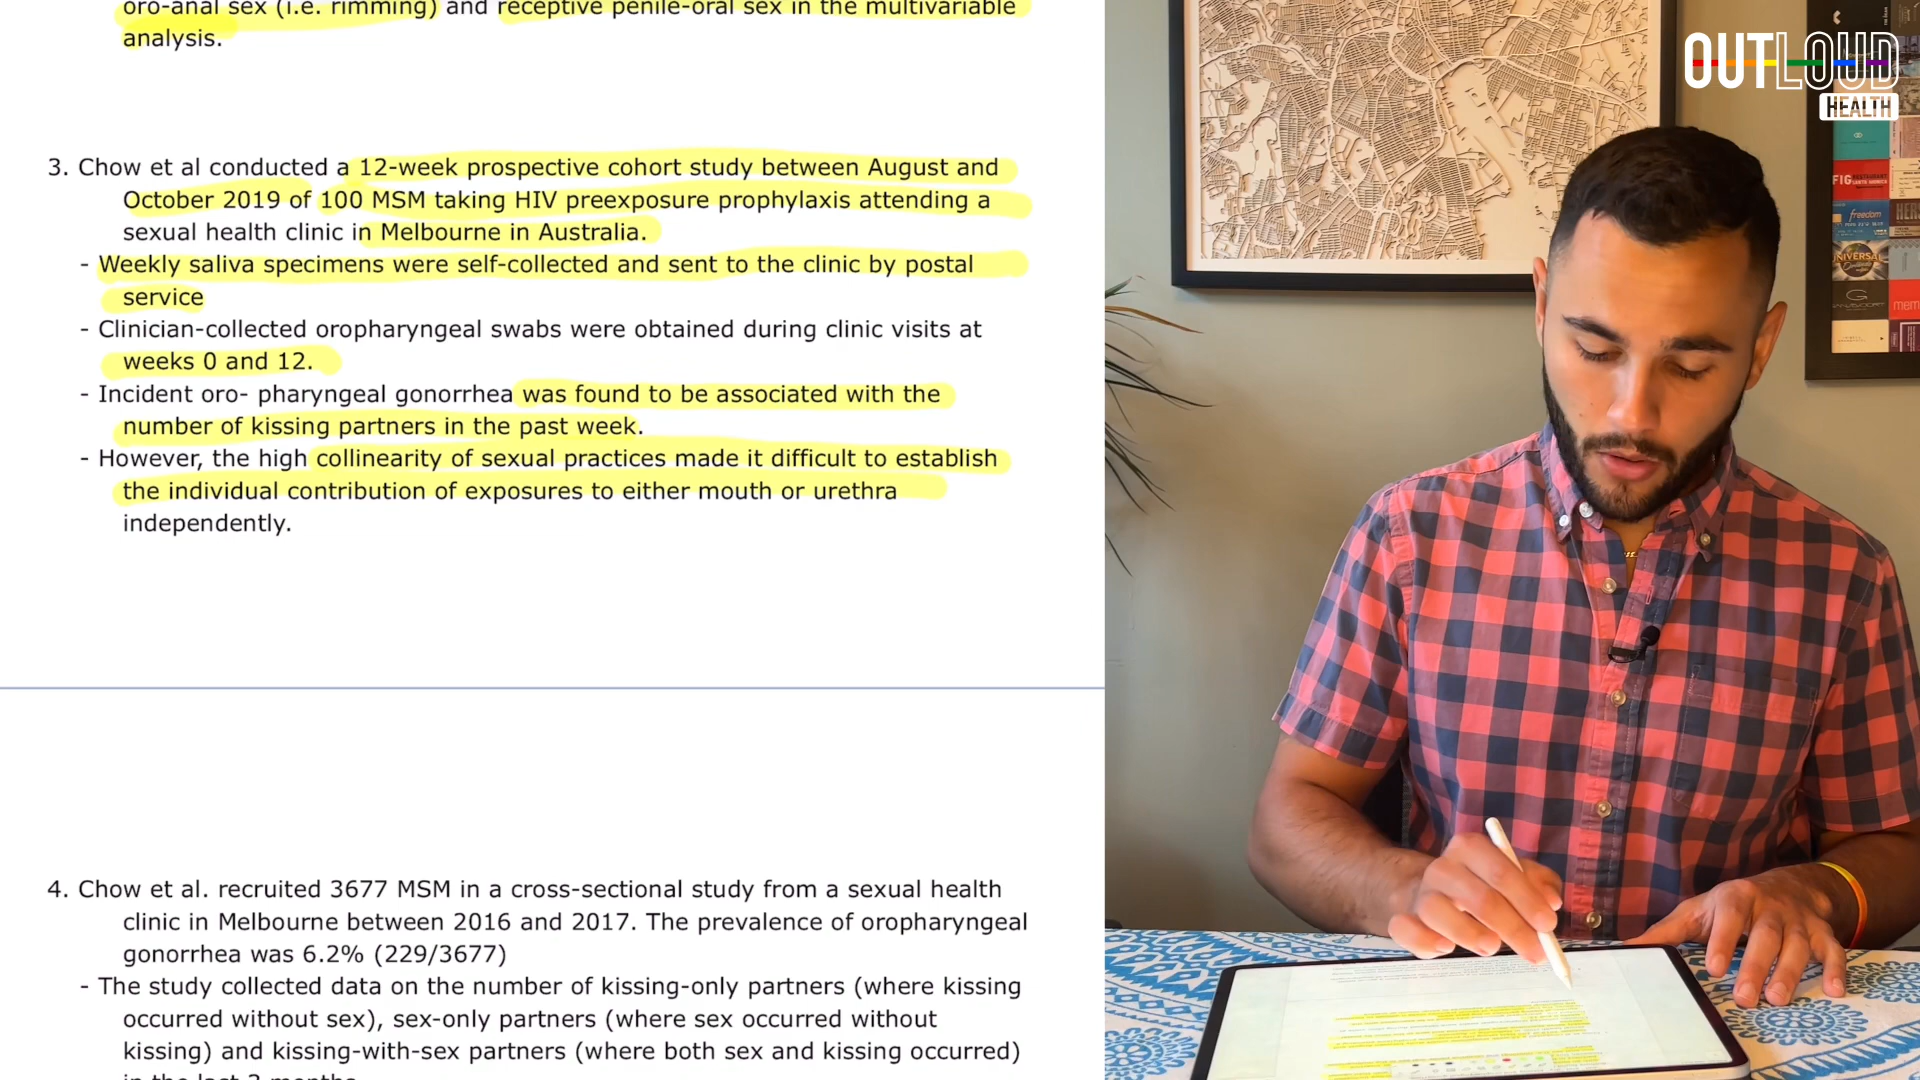 oro-anal sex (i.e. rimming) and receptive penile-oral sex in the multivariable
analysis.
3. Chow et al conducted a 12-week prospective cohort study between August and
October 2019 of 100 MSM taking HIV preexposure prophylaxis attending a
sexual health clinic in Melbourne in Australia.
- Weekly saliva specimens were self-collected and sent to the clinic by postal
service
- Clinician-collected oropharyngeal swabs were obtained during clinic visits at
weeks 0 and 12.
- Incident oro- pharyngeal gonorrhea was found to be associated with the
number of kissing partners in the past week.
- However, the high collinearity of sexual practices made it difficult to establish
the individual contribution of exposures to either mouth or urethra
independently.
4. Chow et al. recruited 3677 MSM in a cross-sectional study from a sexual health
clinic in Melbourne between 2016 and 2017. The prevalence of oropharyngeal
gonorrhea was 6.2% (229/3677)
- The study collected data on the number of kissing-only partners (where kissing
occurred without sex), sex-only partners (where sex occurred without
kissing) and kissing-with-sex partners (where both sex and kissing occurred)
in the last 3 months
OUTLOUD
HEALTH
FIG
freedom
UNIVERSAL